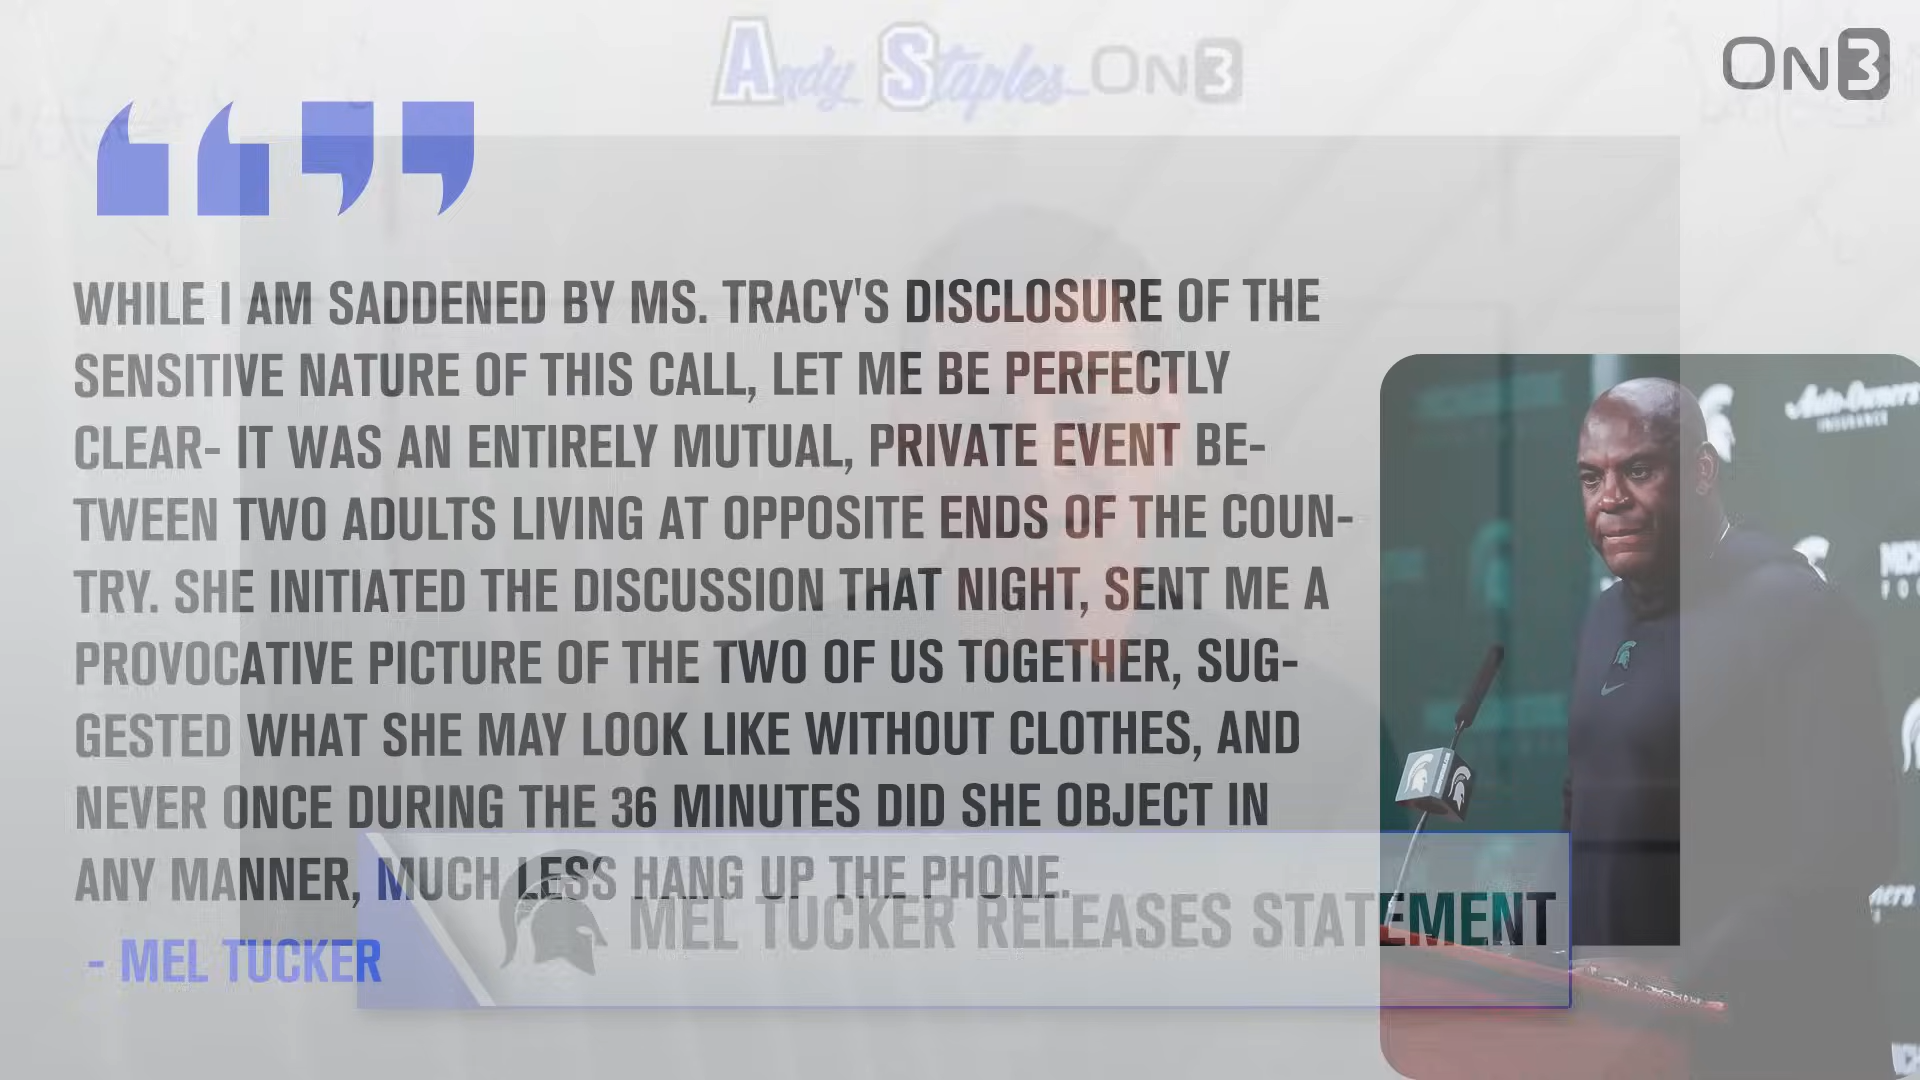 Andy Staples ON3
ON3
WHILE I AM SADDENED BY MS. TRACY'S DISCLOSURE OF THE
SENSITIVE NATURE OF THIS CALL, LET ME BE PERFECTLY
CLEAR- IT WAS AN ENTIRELY MUTUAL, PRIVATE EVENT BE-
TWEEN TWO ADULTS LIVING AT OPPOSITE ENDS OF THE COUN-
TRY. SHE INITIATED THE DISCUSSION THAT NIGHT, SENT ME A
PROVOCATIVE PICTURE OF THE TWO OF US TOGETHER, SUG-
GESTED WHAT SHE MAY LOOK LIKE WITHOUT CLOTHES, AND
NEVER ONCE DURING THE 36 MINUTES DID SHE OBJECT IN
ANY MANNER, MUCH LESS HANG UP THE PHONE.
- MEL TUCKER
MEL TUCKER RELEASES STATEMENT
Auto-Owners
INSURANCE